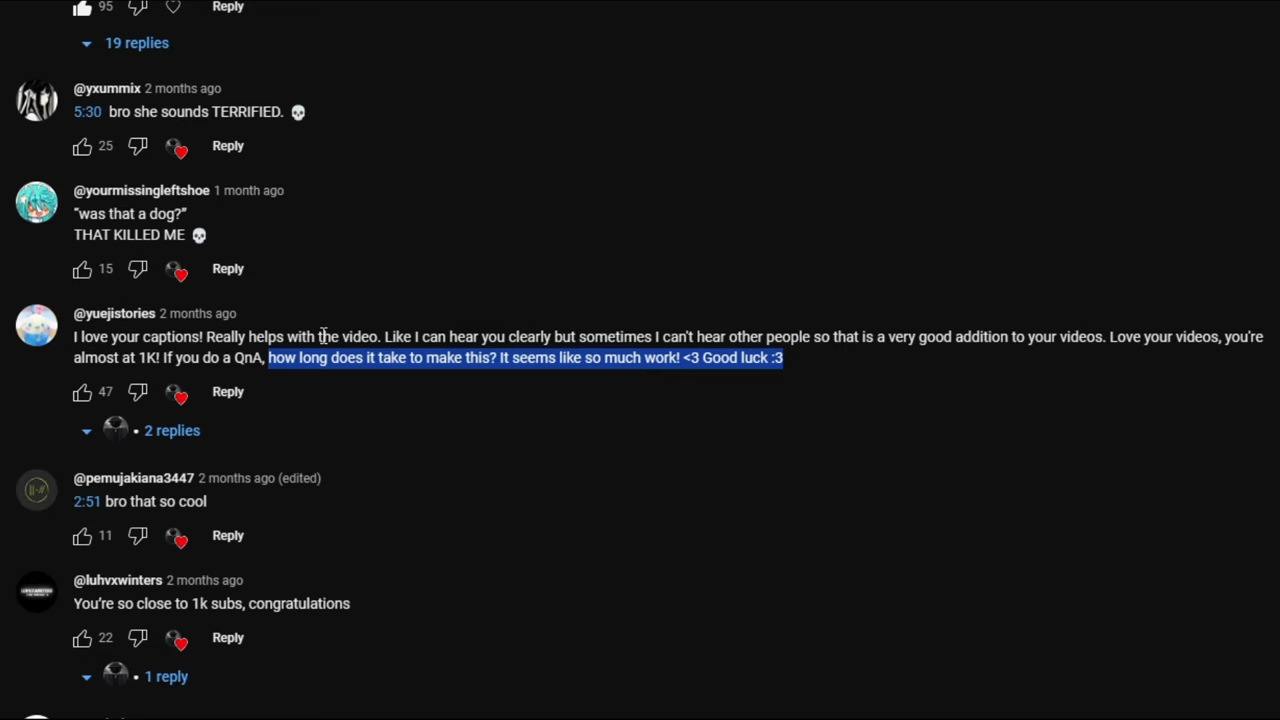 95 Reply
19 replies
@yxummix 2 months ago
5:30 bro she sounds TERRIFIED. 💀
25 Reply
@yourmissingleftshoe 1 month ago
“was that a dog?”
THAT KILLED ME 💀
15 Reply
@yuejistories 2 months ago
I love your captions! Really helps with the video. Like I can hear you clearly but sometimes I can't hear other people so that is a very good addition to your videos. Love your videos, you're
almost at 1K! If you do a QnA, how long does it take to make this? It seems like so much work! <3 Good luck :3
47 Reply
• 2 replies
@pemujakiana3447 2 months ago (edited)
2:51 bro that so cool
11 Reply
@luhvxwinters 2 months ago
You're so close to 1k subs, congratulations
22 Reply
• 1 reply